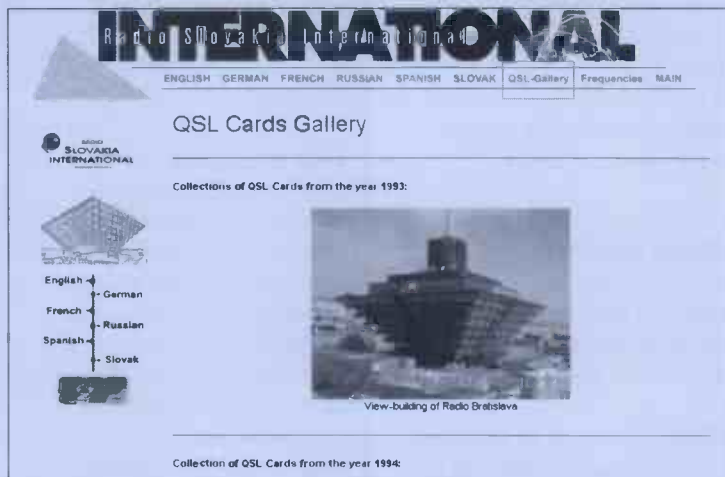 INTERNATIONAL
Radio Slovakia International
ENGLISH GERMAN FRENCH RUSSIAN SPANISH SLOVAK QSL-Gallery Frequencies MAIN
QSL Cards Gallery
RADIO
SLOVAKIA
INTERNATIONAL
Collections of QSL Cards from the year 1993:
English
German
French
Russian
Spanish
Slovak
View-building of Radio Bratislava
Collection of QSL Cards from the year 1994: